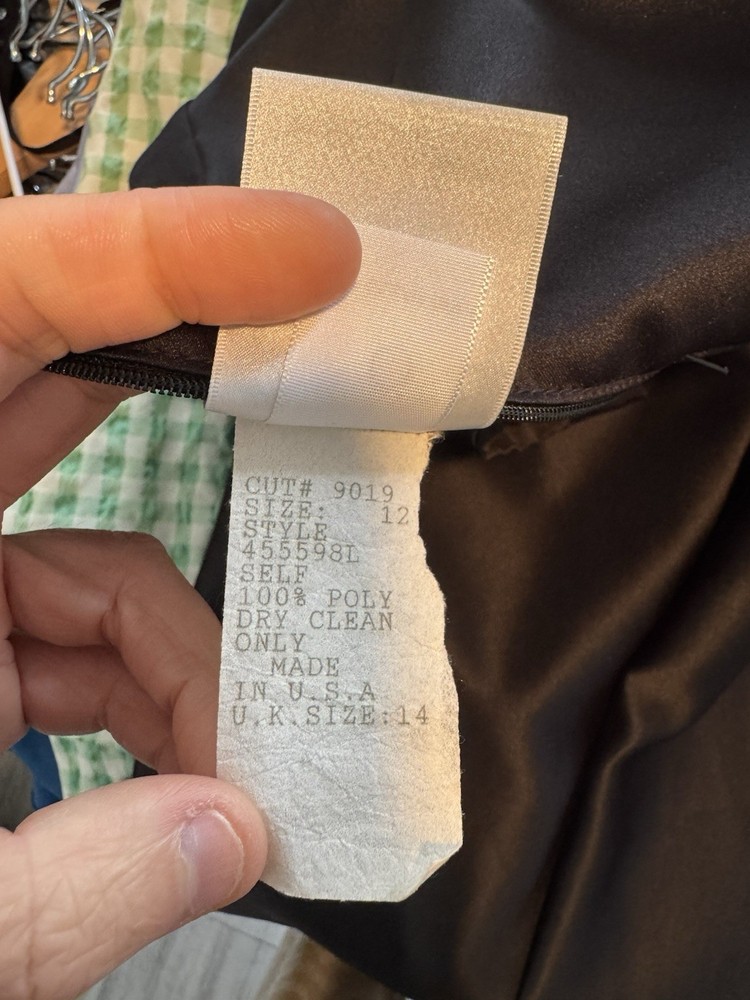 CUT# 9019
SIZE: 12
STYLE
455598L
SELF
100% POLY
DRY CLEAN
ONLY
MADE
IN U.S.A
U.K.SIZE:14